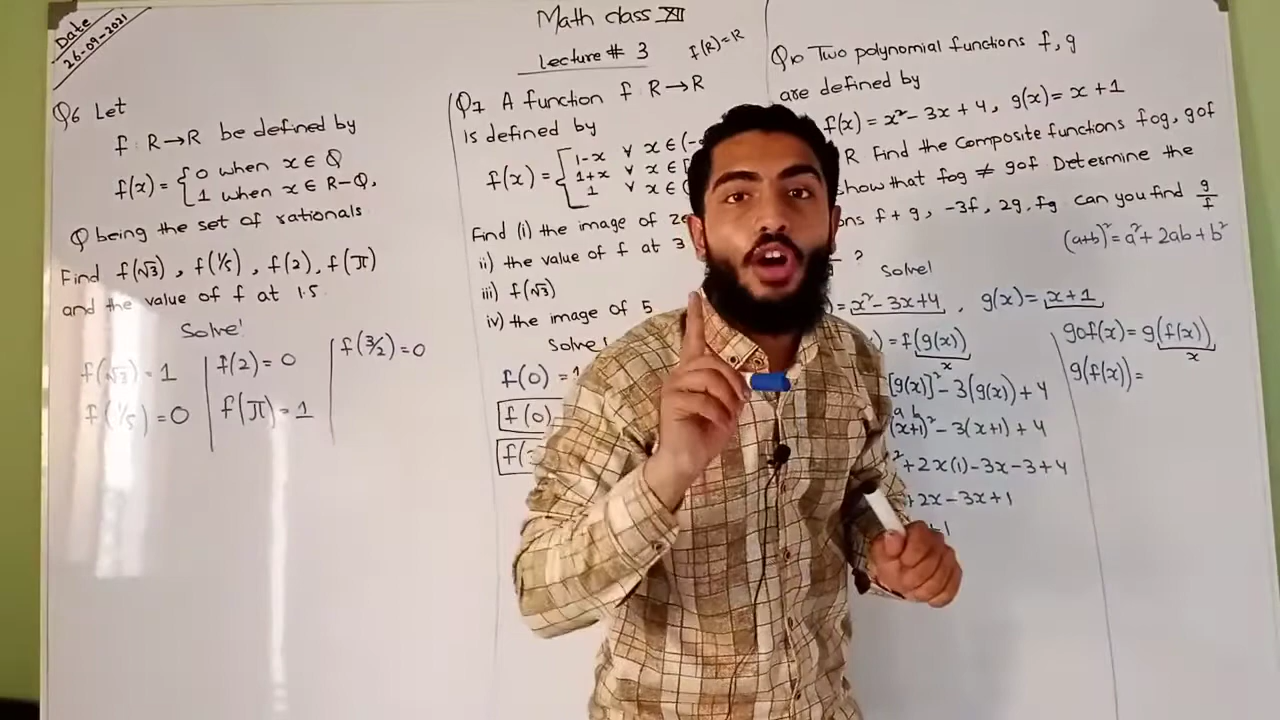 Date
26-09-2021
Math class XII
Lecture # 3
f(R)=R
Q6 Let
f: R→R be defined by
f(x) = {0 when x ∈ Q
1 when x ∈ R-Q.
Q being the set of rationals
Find f(√3), f(1/5), f(2), f(π)
and the value of f at 1.5
Solve!
f(√3) = 1
f(1/5) = 0
f(2) = 0
f(π) = 1
f(3/2) = 0
Q7 A function f R→R
is defined by
f(x) = [1-x ∀ x ∈ (-
1+x ∀ x ∈
1 ∀ x ∈
Find (i) the image of
ii) the value of f at 3
iii) f(√3)
iv) the image of 5
Solve!
f(0) = 1
f(0)
Q10 Two polynomial functions f, g
are defined by
f(x) = x² - 3x + 4, g(x) = x + 1
R Find the Composite functions fog, gof
show that fog ≠ gof Determine the
f + g, -3f, 2g, fg can you find g/f
?
(a+b)² = a² + 2ab + b²
Solve!
= x² - 3x + 4, g(x) = x + 1
) = f(g(x))
x
[g(x)]² - 3(g(x)) + 4
a b
(x+1)² - 3(x+1) + 4
² + 2x(1) - 3x - 3 + 4
+ 2x - 3x + 1
+1
gof(x) = g(f(x))
x
g(f(x)) =